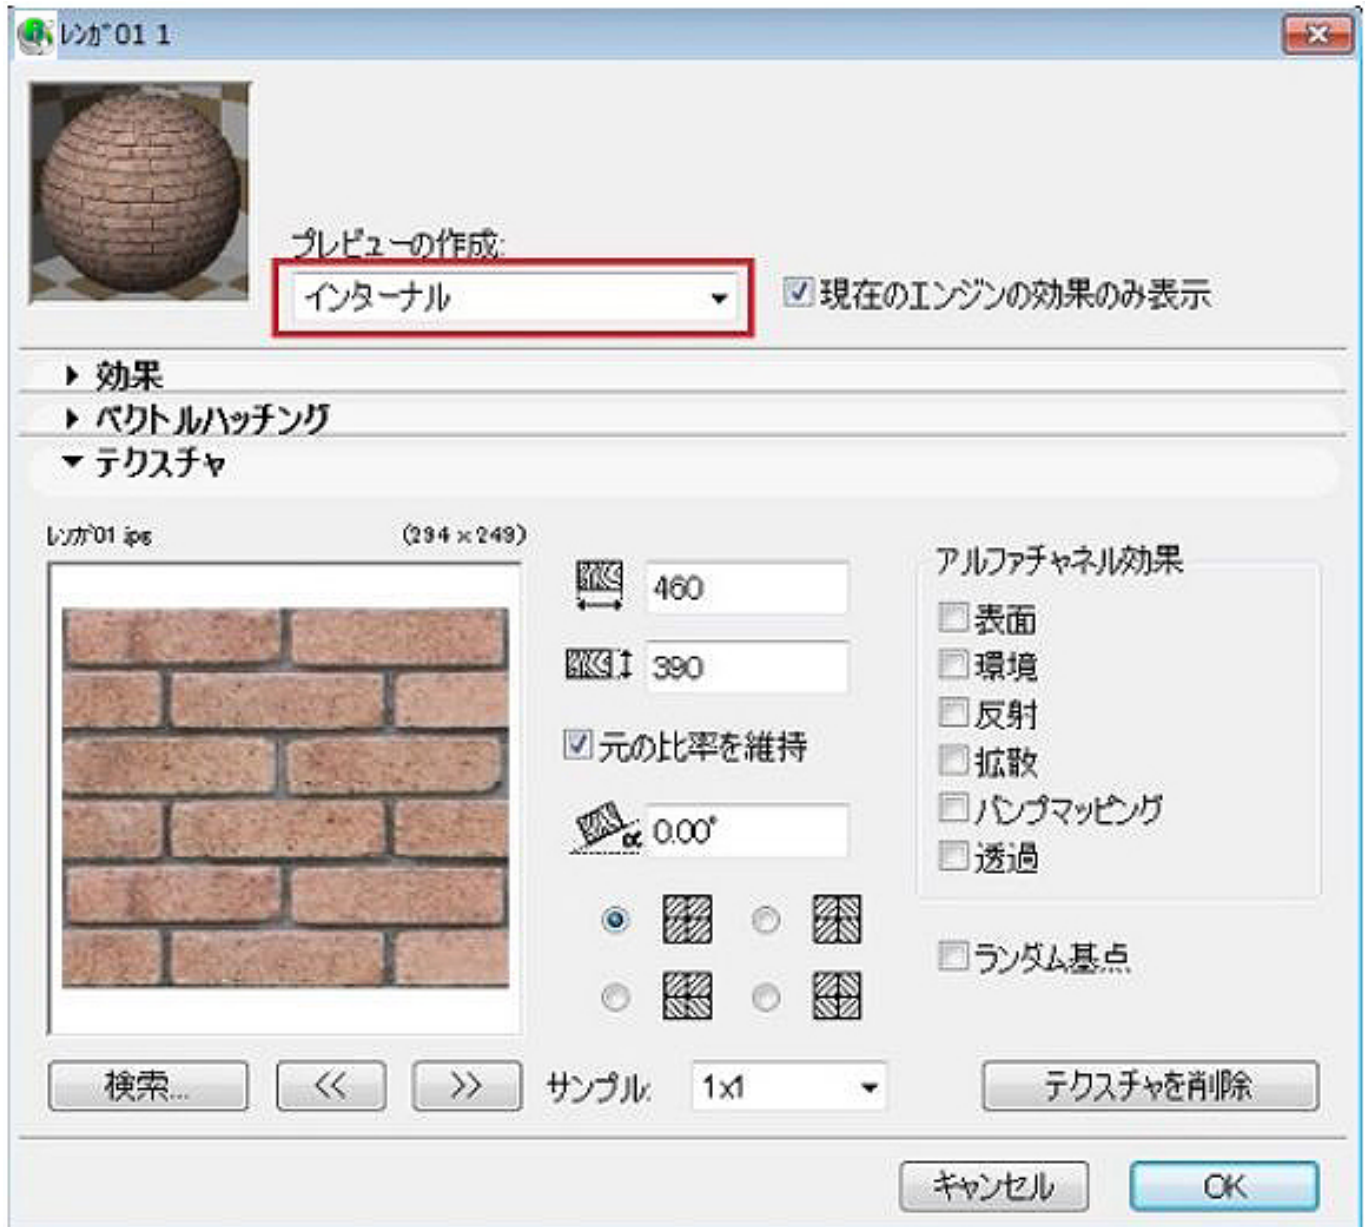 ﾚﾝｶﾞ01 1
プレビューの作成:
インターナル
現在のエンジンの効果のみ表示
効果
ベクトルハッチング
テクスチャ
ﾚﾝｶﾞ01.jpg (294 x 249)
460
390
元の比率を維持
α 0.00°
アルファチャネル効果
表面
環境
反射
拡散
バンプマッピング
透過
ランダム基点
検索... << >> サンプル: 1x1 テクスチャを削除
キャンセル OK